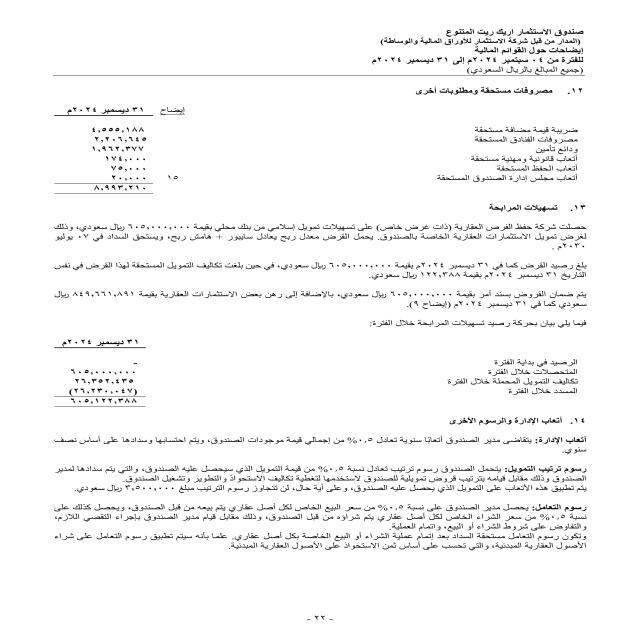 صندوق الاستثمار اريك ريت المتنوع
(المدار من قبل شركة الاستثمار للأوراق المالية والوساطة)
إيضاحات حول القوائم المالية
للفترة من ٠٤ سبتمبر ٢٠٢٤م إلى ٣١ ديسمبر ٢٠٢٤م
(جميع المبالغ بالريال السعودي)
١٢. مصروفات مستحقة ومطلوبات أخرى
إيضاح ٣١ ديسمبر ٢٠٢٤م
ضريبة قيمة مضافة مستحقة ٤,٥٥٥,١٨٨
مصروفات الفنادق المستحقة ٢,٢٠٦,٦٤٥
ودائع تأمين ١,٩٦٢,٣٧٧
أتعاب قانونية ومهنية مستحقة ١٧٤,٠٠٠
أتعاب الحفظ المستحقة ٧٥,٠٠٠
أتعاب مجلس إدارة الصندوق المستحقة ١٥ ٢٠,٠٠٠
٨,٩٩٣,٢١٠
١٣. تسهيلات المرابحة
حصلت شركة حفظ الفرص العقارية (ذات غرض خاص) على تسهيلات تمويل إسلامي من بنك محلي بقيمة ٦٠٥,٠٠٠,٠٠٠ ريال سعودي، وذلك
لغرض تمويل الاستثمارات العقارية الخاصة بالصندوق. يحمل القرض معدل ربح يعادل سايبور + هامش ربح، ويستحق السداد في ٠٧ يوليو
٢٠٣٠م .
بلغ رصيد القرض كما في ٣١ ديسمبر ٢٠٢٤م بقيمة ٦٠٥,٠٠٠,٠٠٠ ريال سعودي، في حين بلغت تكاليف التمويل المستحقة لهذا القرض في نفس
التاريخ ٣١ ديسمبر ٢٠٢٤م بقيمة ١٢٢,٣٨٨ ريال سعودي.
يتم ضمان القروض بسند أمر بقيمة ٦٠٥,٠٠٠,٠٠٠ ريال سعودي، بالإضافة إلى رهن بعض الاستثمارات العقارية بقيمة ٨٤٩,٦٦١,٨٩١ ريال
سعودي كما في ٣١ ديسمبر ٢٠٢٤م (إيضاح ٩).
فيما يلي بيان بحركة رصيد تسهيلات المرابحة خلال الفترة:
٣١ ديسمبر ٢٠٢٤م
الرصيد في بداية الفترة -
المتحصلات خلال الفترة ٦٠٥,٠٠٠,٠٠٠
تكاليف التمويل المحملة خلال الفترة ٢٦,٣٥٢,٤٣٥
المسدد خلال الفترة (٢٦,٢٣٠,٠٤٧)
٦٠٥,١٢٢,٣٨٨
١٤. أتعاب الإدارة والرسوم الأخرى
أتعاب الإدارة: يتقاضى مدير الصندوق أتعابًا سنوية تعادل ٠,٥% من إجمالي قيمة موجودات الصندوق، ويتم احتسابها وسدادها على أساس نصف
سنوي.
رسوم ترتيب التمويل: يتحمل الصندوق رسوم ترتيب تعادل نسبة ٠,٥% من قيمة التمويل الذي سيحصل عليه الصندوق، والتي يتم سدادها لمدير
الصندوق وذلك مقابل قيامه بترتيب قروض تمويلية للصندوق لاستخدمها لتغطية تكاليف الاستحواذ والتطوير وتشغيل الصندوق.
يتم تطبيق هذه الأتعاب على التمويل الذي يحصل عليه الصندوق، وعلى أية حال، لن تتجاوز رسوم الترتيب مبلغ ٣,٥٠٠,٠٠٠ ريال سعودي.
رسوم التعامل: يحصل مدير الصندوق على نسبة ٠,٥% من سعر البيع الخاص لكل أصل عقاري يتم بيعه من قبل الصندوق، ويحصل كذلك على
نسبة ٠,٥% من سعر الشراء الخاص لكل أصل عقاري يتم شراؤه من قبل الصندوق، وذلك مقابل قيام مدير الصندوق بإجراء التقصي اللازم،
والتفاوض على شروط الشراء أو البيع، وإتمام العملية.
وتكون رسوم التعامل مستحقة السداد بعد إتمام عملية الشراء أو البيع الخاصة بكل أصل عقاري. علما بأنه سيتم تطبيق رسوم التعامل على شراء
الأصول العقارية المبدئية، والتي تحسب على أساس ثمن الاستحواذ على الأصول العقارية المبدئية.
- ٢٢ -